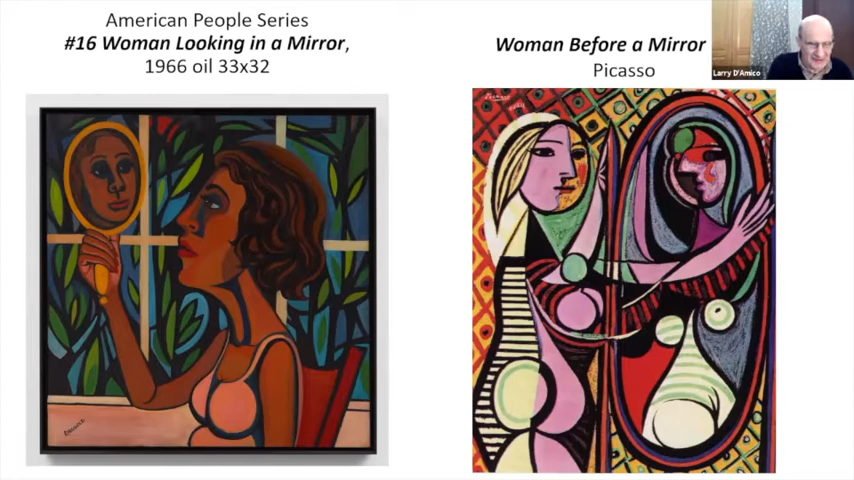 American People Series
#16 Woman Looking in a Mirror,
1966 oil 33x32
Woman Before a Mirror
Picasso
Larry D'Amico